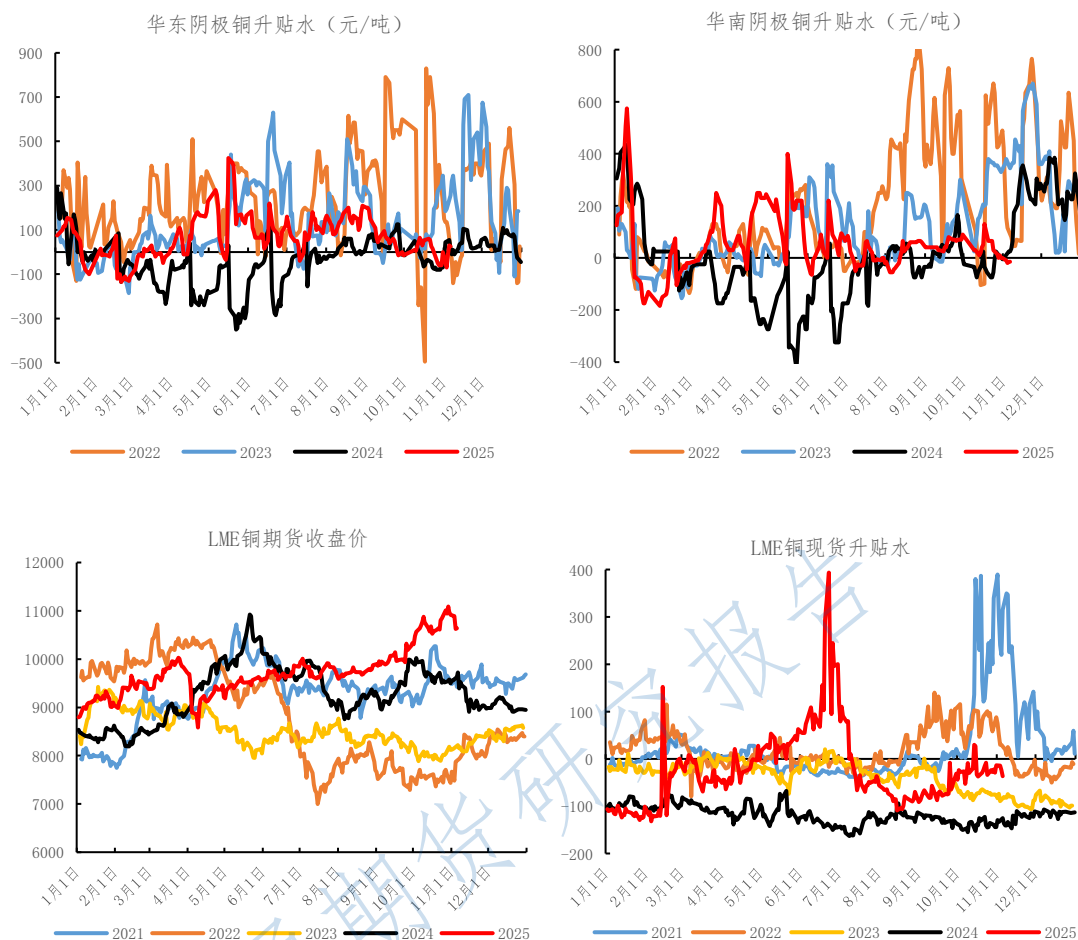 华东阴极铜升贴水（元/吨）
900
700
500
300
100
-100
-300
-500
1月1日
2月1日
3月1日
4月1日
5月1日
6月1日
7月1日
8月1日
9月1日
10月1日
11月1日
12月1日
2022 2023 2024 2025
华南阴极铜升贴水（元/吨）
800
600
400
200
0
-200
-400
1月1日
2月1日
3月1日
4月1日
5月1日
6月1日
7月1日
8月1日
9月1日
10月1日
11月1日
12月1日
2022 2023 2024 2025
LME铜期货收盘价
12000
11000
10000
9000
8000
7000
6000
1月1日
2月1日
3月1日
4月1日
5月1日
6月1日
7月1日
8月1日
9月1日
10月1日
11月1日
12月1日
2021 2022 2023 2024 2025
LME铜现货升贴水
400
300
200
100
0
-100
-200
1月1日
2月1日
3月1日
4月1日
5月1日
6月1日
7月1日
8月1日
9月1日
10月1日
11月1日
12月1日
2021 2022 2023 2024 2025
期货研究报告